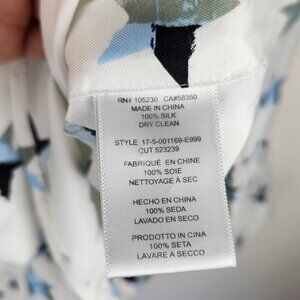 RN# 105230 CA#58350
MADE IN CHINA
100% SILK
DRY CLEAN
STYLE 17-5-001169-E999
CUT 523239
FABRIQUÉ EN CHINE
100% SOIE
NETTOYAGE À SEC
HECHO EN CHINA
100% SEDA
LAVADO EN SECO
PRODOTTO IN CINA
100% SETA
LAVARE A SECCO